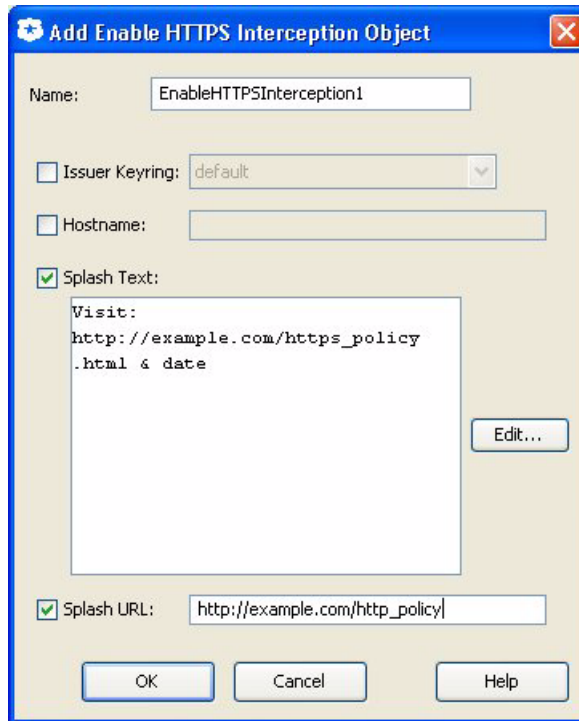 Add Enable HTTPS Interception Object
Name: EnableHTTPSInterception1
Issuer Keyring: default
Hostname:
Splash Text:
Visit:
http://example.com/https_policy
.html & date
Edit...
Splash URL: http://example.com/http_policy
OK Cancel Help